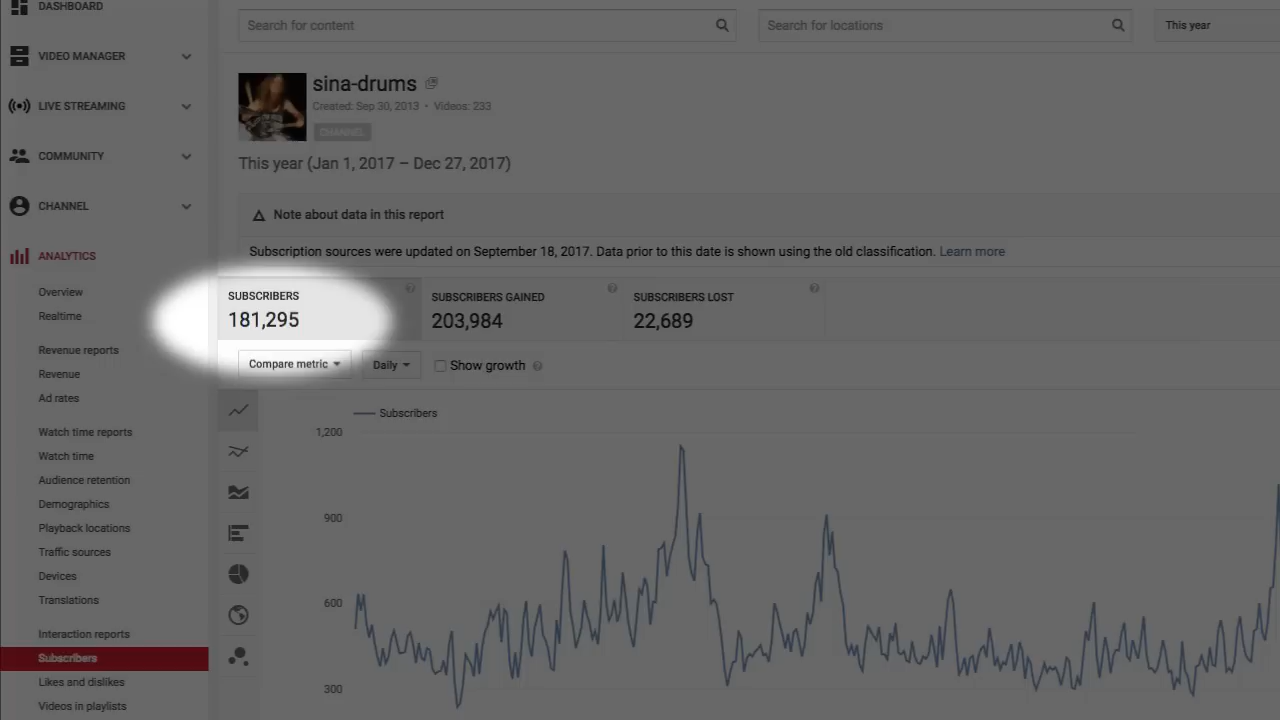 DASHBOARD
VIDEO MANAGER
LIVE STREAMING
COMMUNITY
CHANNEL
ANALYTICS
Overview
Realtime
Revenue reports
Revenue
Ad rates
Watch time reports
Watch time
Audience retention
Demographics
Playback locations
Traffic sources
Devices
Translations
Interaction reports
Subscribers
Likes and dislikes
Videos in playlists
Search for content
Search for locations
This year
sina-drums
Created: Sep 30, 2013 • Videos: 233
CHANNEL
This year (Jan 1, 2017 – Dec 27, 2017)
Note about data in this report
Subscription sources were updated on September 18, 2017. Data prior to this date is shown using the old classification. Learn more
SUBSCRIBERS
181,295
SUBSCRIBERS GAINED
203,984
SUBSCRIBERS LOST
22,689
Compare metric
Daily
Show growth
Subscribers
1,200
900
600
300